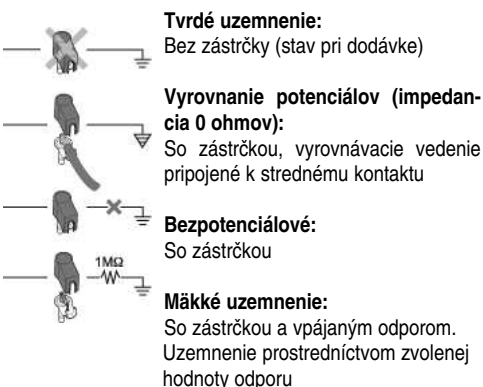 Tvrdé uzemnenie:
Bez zástrčky (stav pri dodávke)
Vyrovnanie potenciálov (impedan-
cia 0 ohmov):
So zástrčkou, vyrovnávacie vedenie
pripojené k strednému kontaktu
Bezpotenciálové:
So zástrčkou
1MΩ
Mäkké uzemnenie:
So zástrčkou a vpájaným odporom.
Uzemnenie prostredníctvom zvolenej
hodnoty odporu